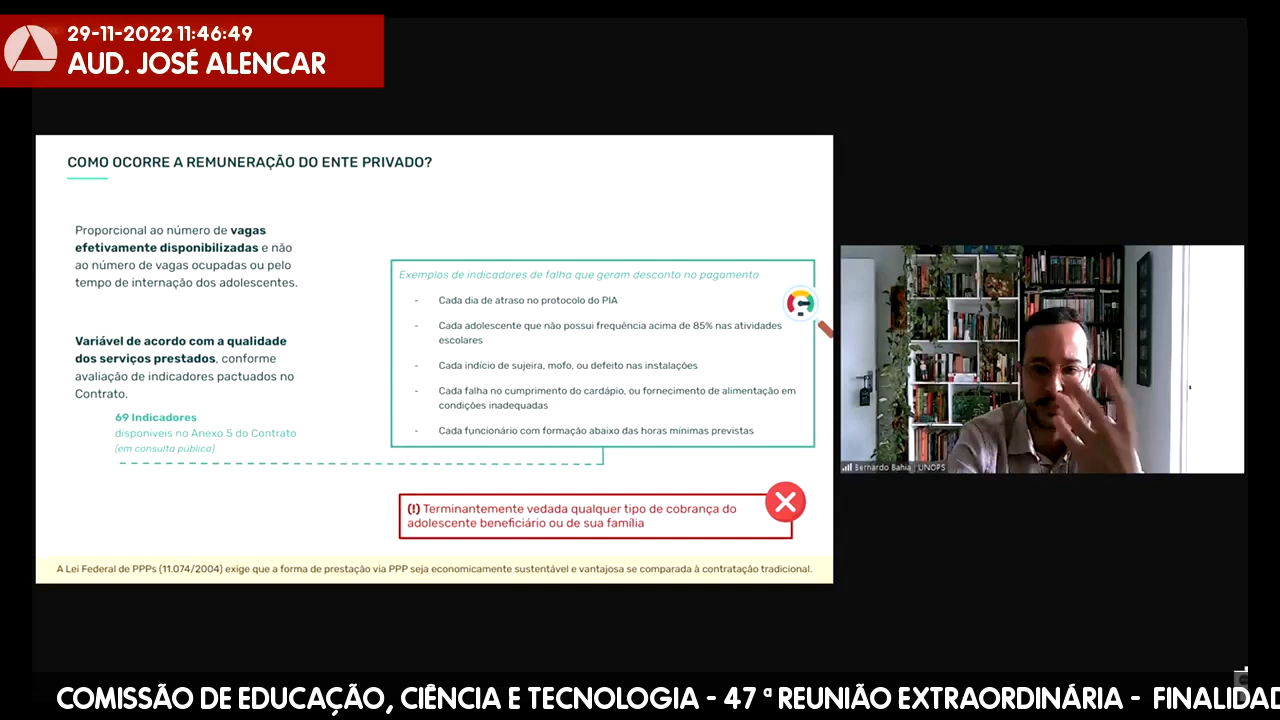 29-11-2022 11:46:49
AUD. JOSÉ ALENCAR
COMO OCORRE A REMUNERAÇÃO DO ENTE PRIVADO?
Proporcional ao número de vagas
efetivamente disponibilizadas e não
ao número de vagas ocupadas ou pelo
tempo de internação dos adolescentes.
Variável de acordo com a qualidade
dos serviços prestados, conforme
avaliação de indicadores pactuados no
Contrato.
69 Indicadores
disponíveis no Anexo 5 do Contrato
(em consulta publica)
Exemplos de indicadores de falha que geram desconto no pagamento
- Cada dia de atraso no protocolo do PIA
- Cada adolescente que não possui frequência acima de 85% nas atividades
escolares
- Cada indício de sujeira, mofo, ou defeito nas instalações
- Cada falha no cumprimento do cardápio, ou fornecimento de alimentação em
condições inadequadas
- Cada funcionário com formação abaixo das horas mínimas previstas
(!) Terminantemente vedada qualquer tipo de cobrança do
adolescente beneficiário ou de sua família
A Lei Federal de PPPs (11.074/2004) exige que a forma de prestação via PPP seja economicamente sustentável e vantajosa se comparada à contratação tradicional.
Bernardo Bahia | UNOPS
COMISSÃO DE EDUCAÇÃO, CIÊNCIA E TECNOLOGIA - 47 ª REUNIÃO EXTRAORDINÁRIA - FINALIDAD